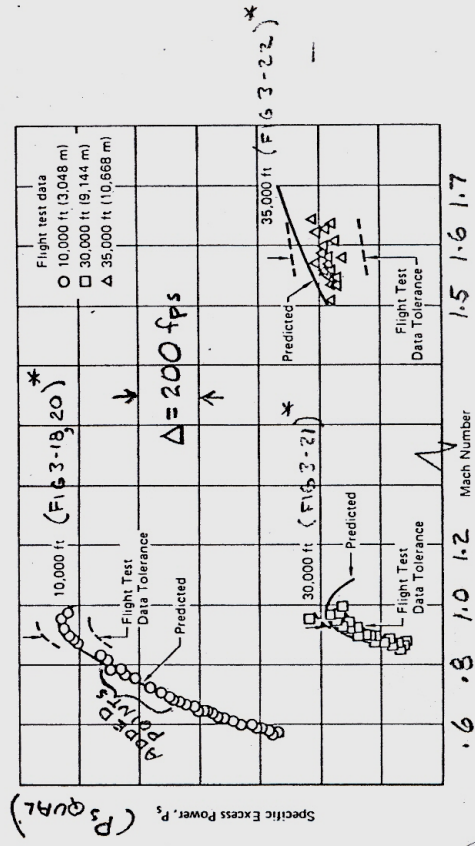 (Ps QUAL)
Specific Excess Power, Ps
10,000 ft (FIG 3-18, 20)*
Flight test data
○ 10,000 ft (3,048 m)
□ 30,000 ft (9,144 m)
△ 35,000 ft (10,668 m)
Flight Test
Data Tolerance
Predicted
ADDED
POINTS
Δ = 200 fps
35,000 ft (FIG 3-22)*
Predicted
Flight Test
Data Tolerance
30,000 ft (FIG 3-21)*
Predicted
Flight Test
Data Tolerance
.6 .8 1.0 1.2 1.5 1.6 1.7
Mach Number